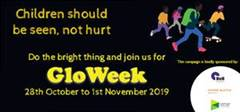 Children should
be seen, not hurt
Do the bright thing and join us for
GloWeek
28th October to 1st November 2019
This campaign is kindly sponsored by: